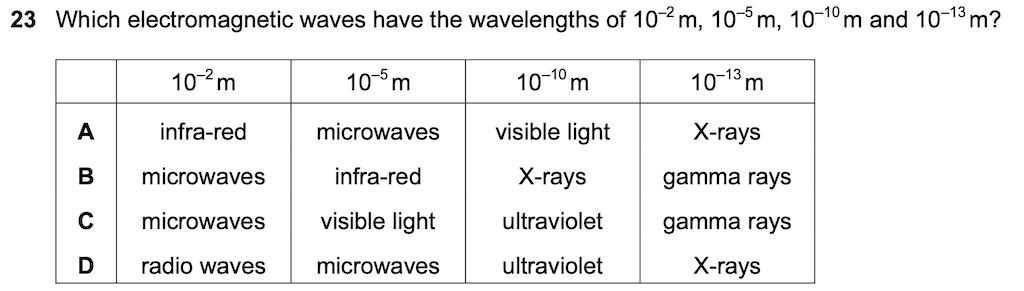 23 Which electromagnetic waves have the wavelengths of 10⁻² m, 10⁻⁵ m, 10⁻¹⁰ m and 10⁻¹³ m?
10⁻² m 10⁻⁵ m 10⁻¹⁰ m 10⁻¹³ m
A infra-red microwaves visible light X-rays
B microwaves infra-red X-rays gamma rays
C microwaves visible light ultraviolet gamma rays
D radio waves microwaves ultraviolet X-rays